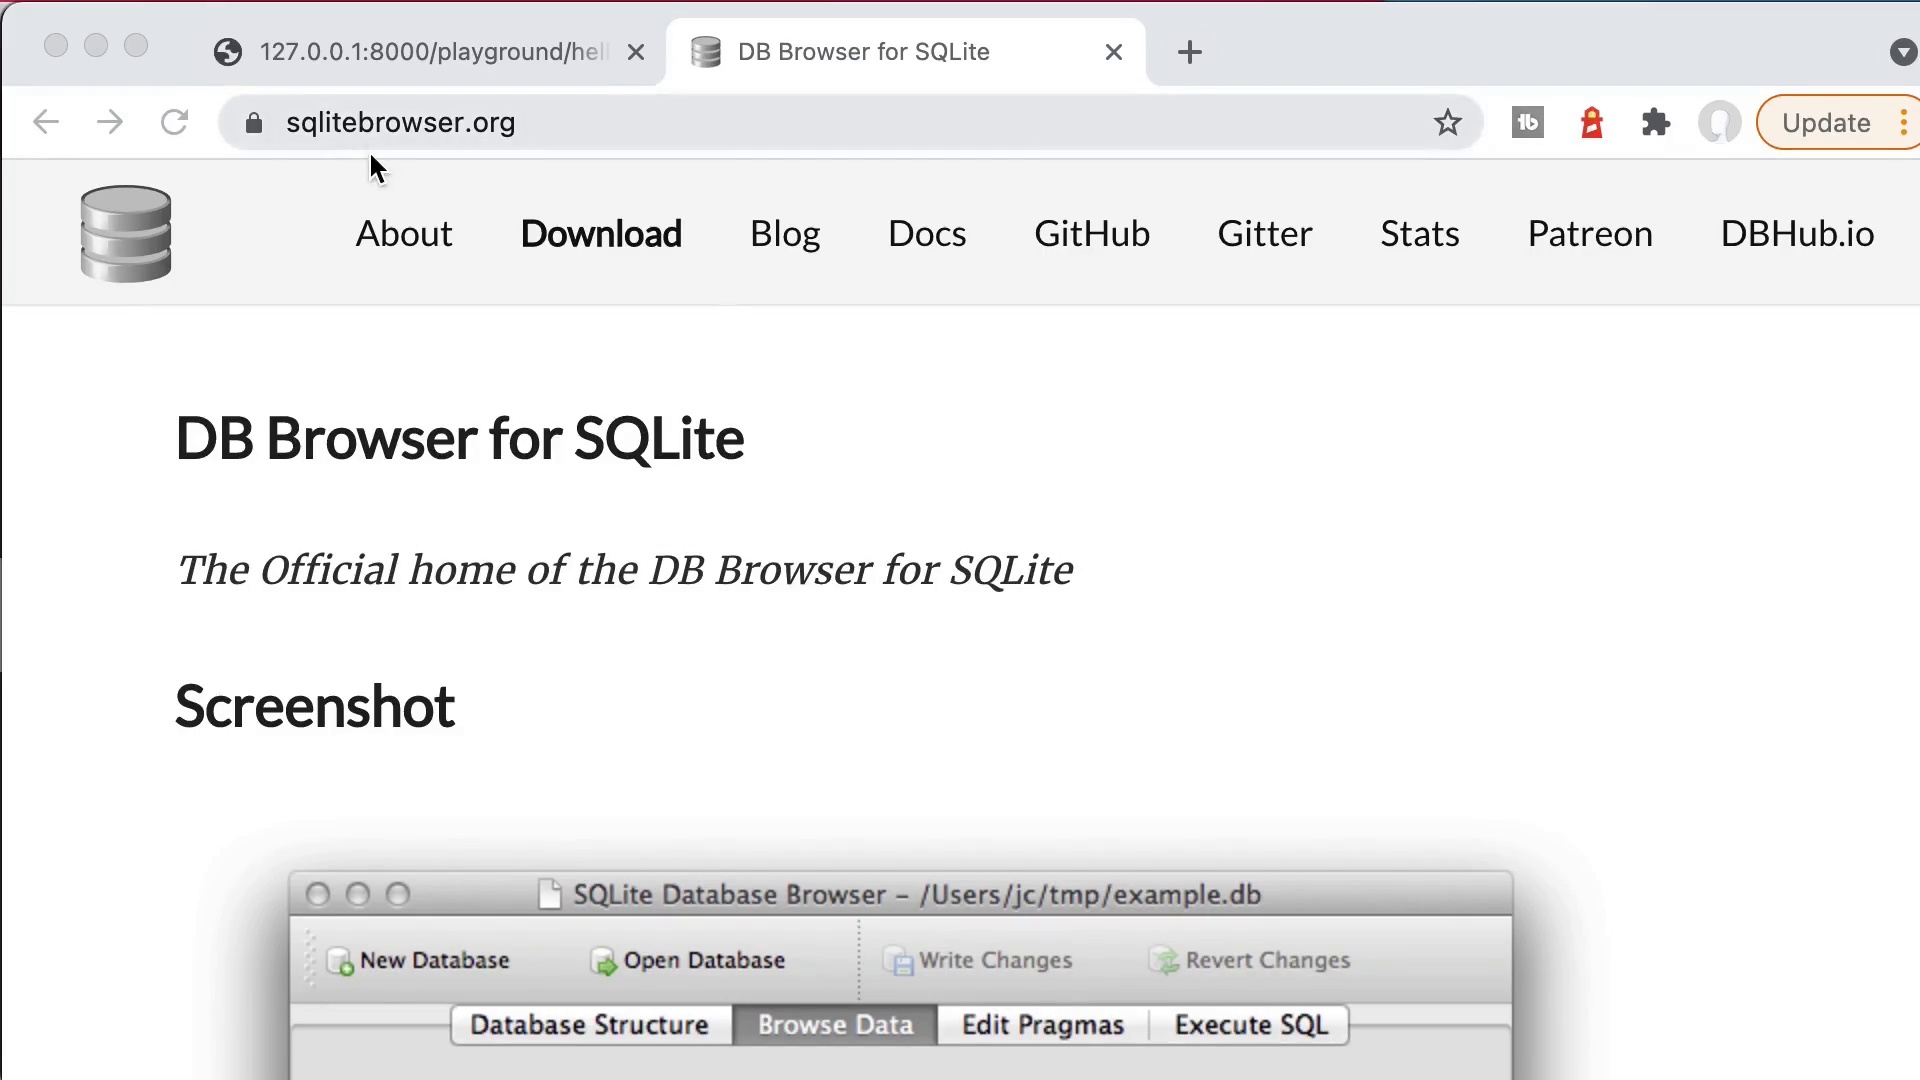 127.0.0.1:8000/playground/hell
DB Browser for SQLite
sqlitebrowser.org
Update
About Download Blog Docs GitHub Gitter Stats Patreon DBHub.io
DB Browser for SQLite
The Official home of the DB Browser for SQLite
Screenshot
SQLite Database Browser – /Users/jc/tmp/example.db
New Database Open Database Write Changes Revert Changes
Database Structure Browse Data Edit Pragmas Execute SQL